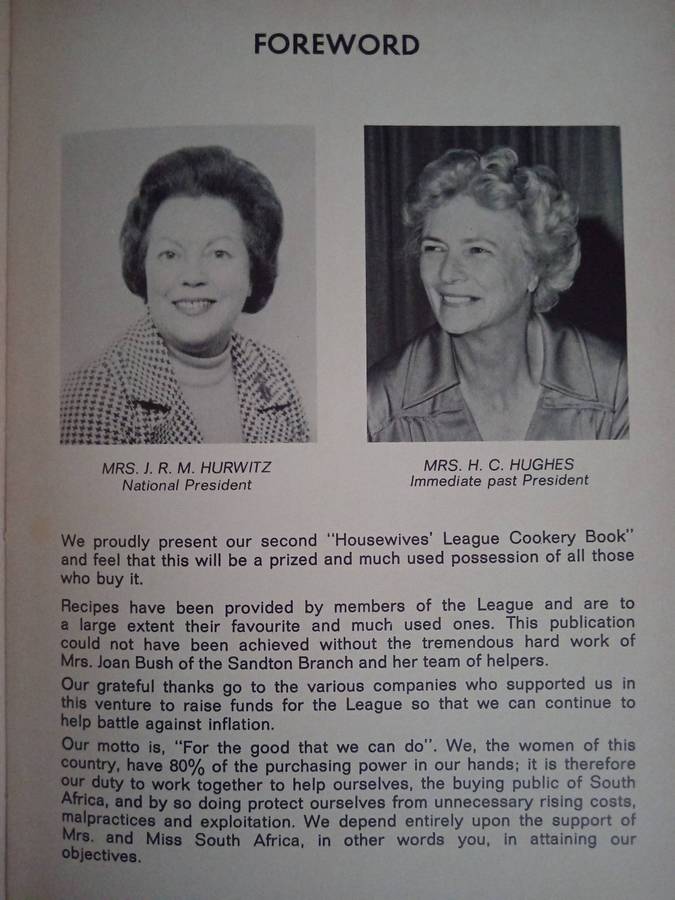 FOREWORD
MRS. J. R. M. HURWITZ
National President
MRS. H. C. HUGHES
Immediate past President
We proudly present our second "Housewives' League Cookery Book"
and feel that this will be a prized and much used possession of all those
who buy it.
Recipes have been provided by members of the League and are to
a large extent their favourite and much used ones. This publication
could not have been achieved without the tremendous hard work of
Mrs. Joan Bush of the Sandton Branch and her team of helpers.
Our grateful thanks go to the various companies who supported us in
this venture to raise funds for the League so that we can continue to
help battle against inflation.
Our motto is, "For the good that we can do". We, the women of this
country, have 80% of the purchasing power in our hands; it is therefore
our duty to work together to help ourselves, the buying public of South
Africa, and by so doing protect ourselves from unnecessary rising costs,
malpractices and exploitation. We depend entirely upon the support of
Mrs. and Miss South Africa, in other words you, in attaining our
objectives.